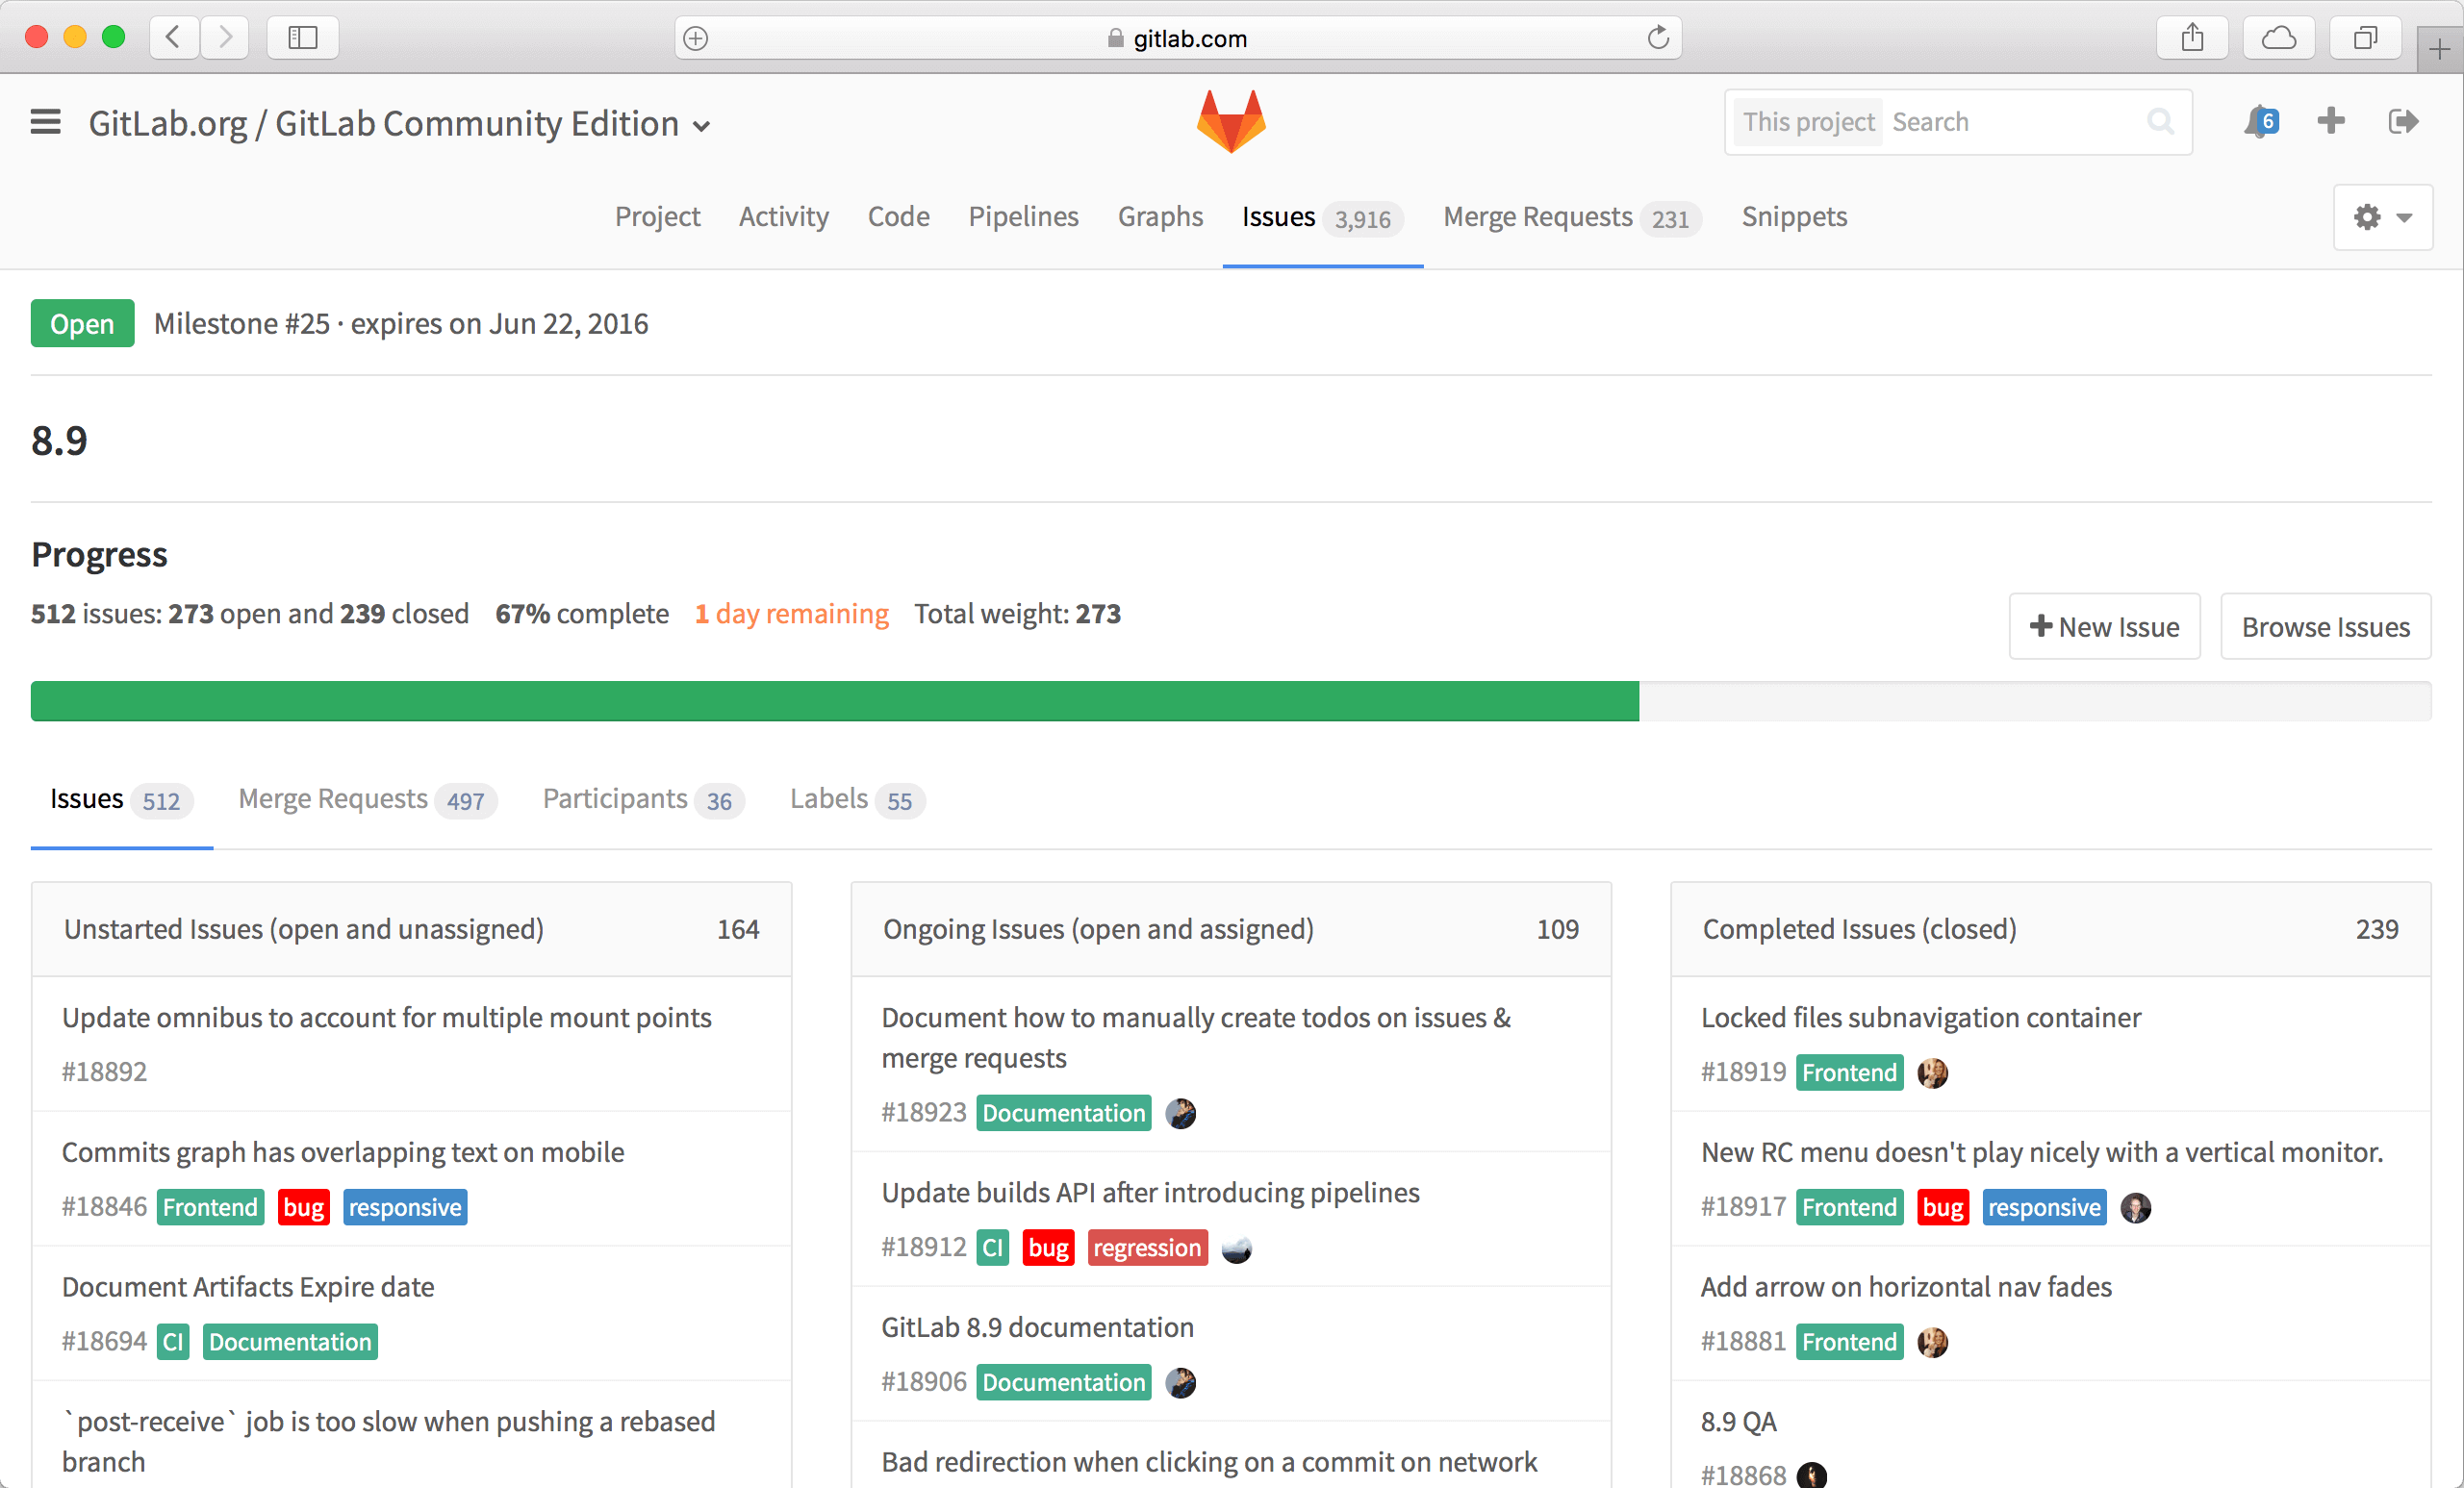 gitlab.com
GitLab.org / GitLab Community Edition
This project Search
6
Project Activity Code Pipelines Graphs Issues 3,916 Merge Requests 231 Snippets
Open Milestone #25 · expires on Jun 22, 2016
8.9
Progress
512 issues: 273 open and 239 closed 67% complete 1 day remaining Total weight: 273
New Issue Browse Issues
Issues 512 Merge Requests 497 Participants 36 Labels 55
Unstarted Issues (open and unassigned) 164
Update omnibus to account for multiple mount points
#18892
Commits graph has overlapping text on mobile
#18846 Frontend bug responsive
Document Artifacts Expire date
#18694 CI Documentation
`post-receive` job is too slow when pushing a rebased
branch
Ongoing Issues (open and assigned) 109
Document how to manually create todos on issues &
merge requests
#18923 Documentation
Update builds API after introducing pipelines
#18912 CI bug regression
GitLab 8.9 documentation
#18906 Documentation
Bad redirection when clicking on a commit on network
Completed Issues (closed) 239
Locked files subnavigation container
#18919 Frontend
New RC menu doesn't play nicely with a vertical monitor.
#18917 Frontend bug responsive
Add arrow on horizontal nav fades
#18881 Frontend
8.9 QA
#18868